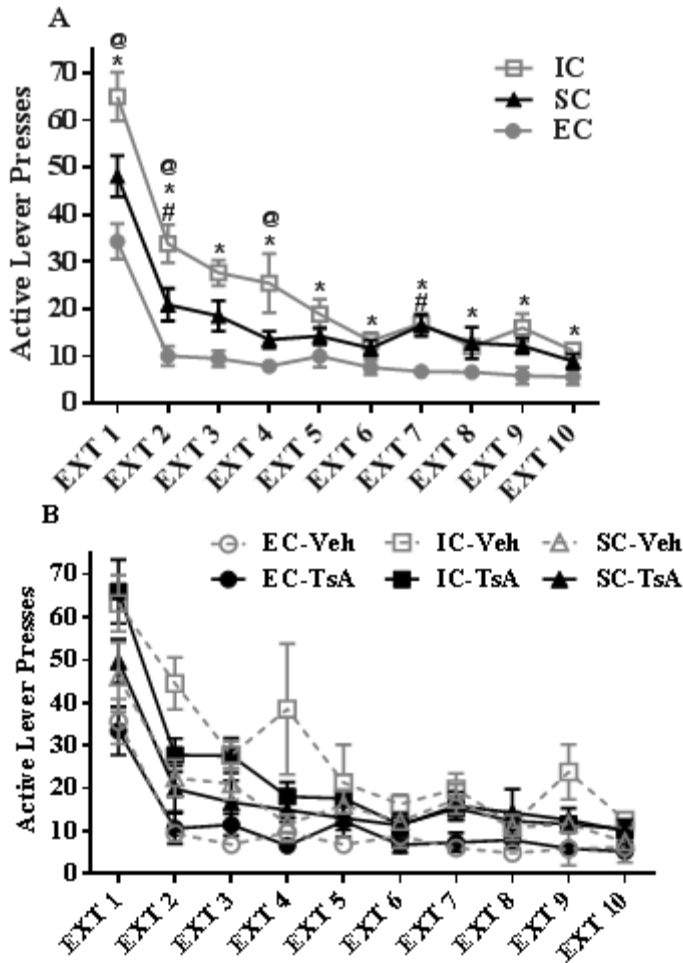 A
@
*
@
*
#
*
@
*
*
*
*
#
*
*
*
IC
SC
EC
Active Lever Presses
70
60
50
40
30
20
10
0
EXT 1
EXT 2
EXT 3
EXT 4
EXT 5
EXT 6
EXT 7
EXT 8
EXT 9
EXT 10
B
EC-Veh IC-Veh SC-Veh
EC-TsA IC-TsA SC-TsA
Active Lever Presses
70
60
50
40
30
20
10
0
EXT 1
EXT 2
EXT 3
EXT 4
EXT 5
EXT 6
EXT 7
EXT 8
EXT 9
EXT 10